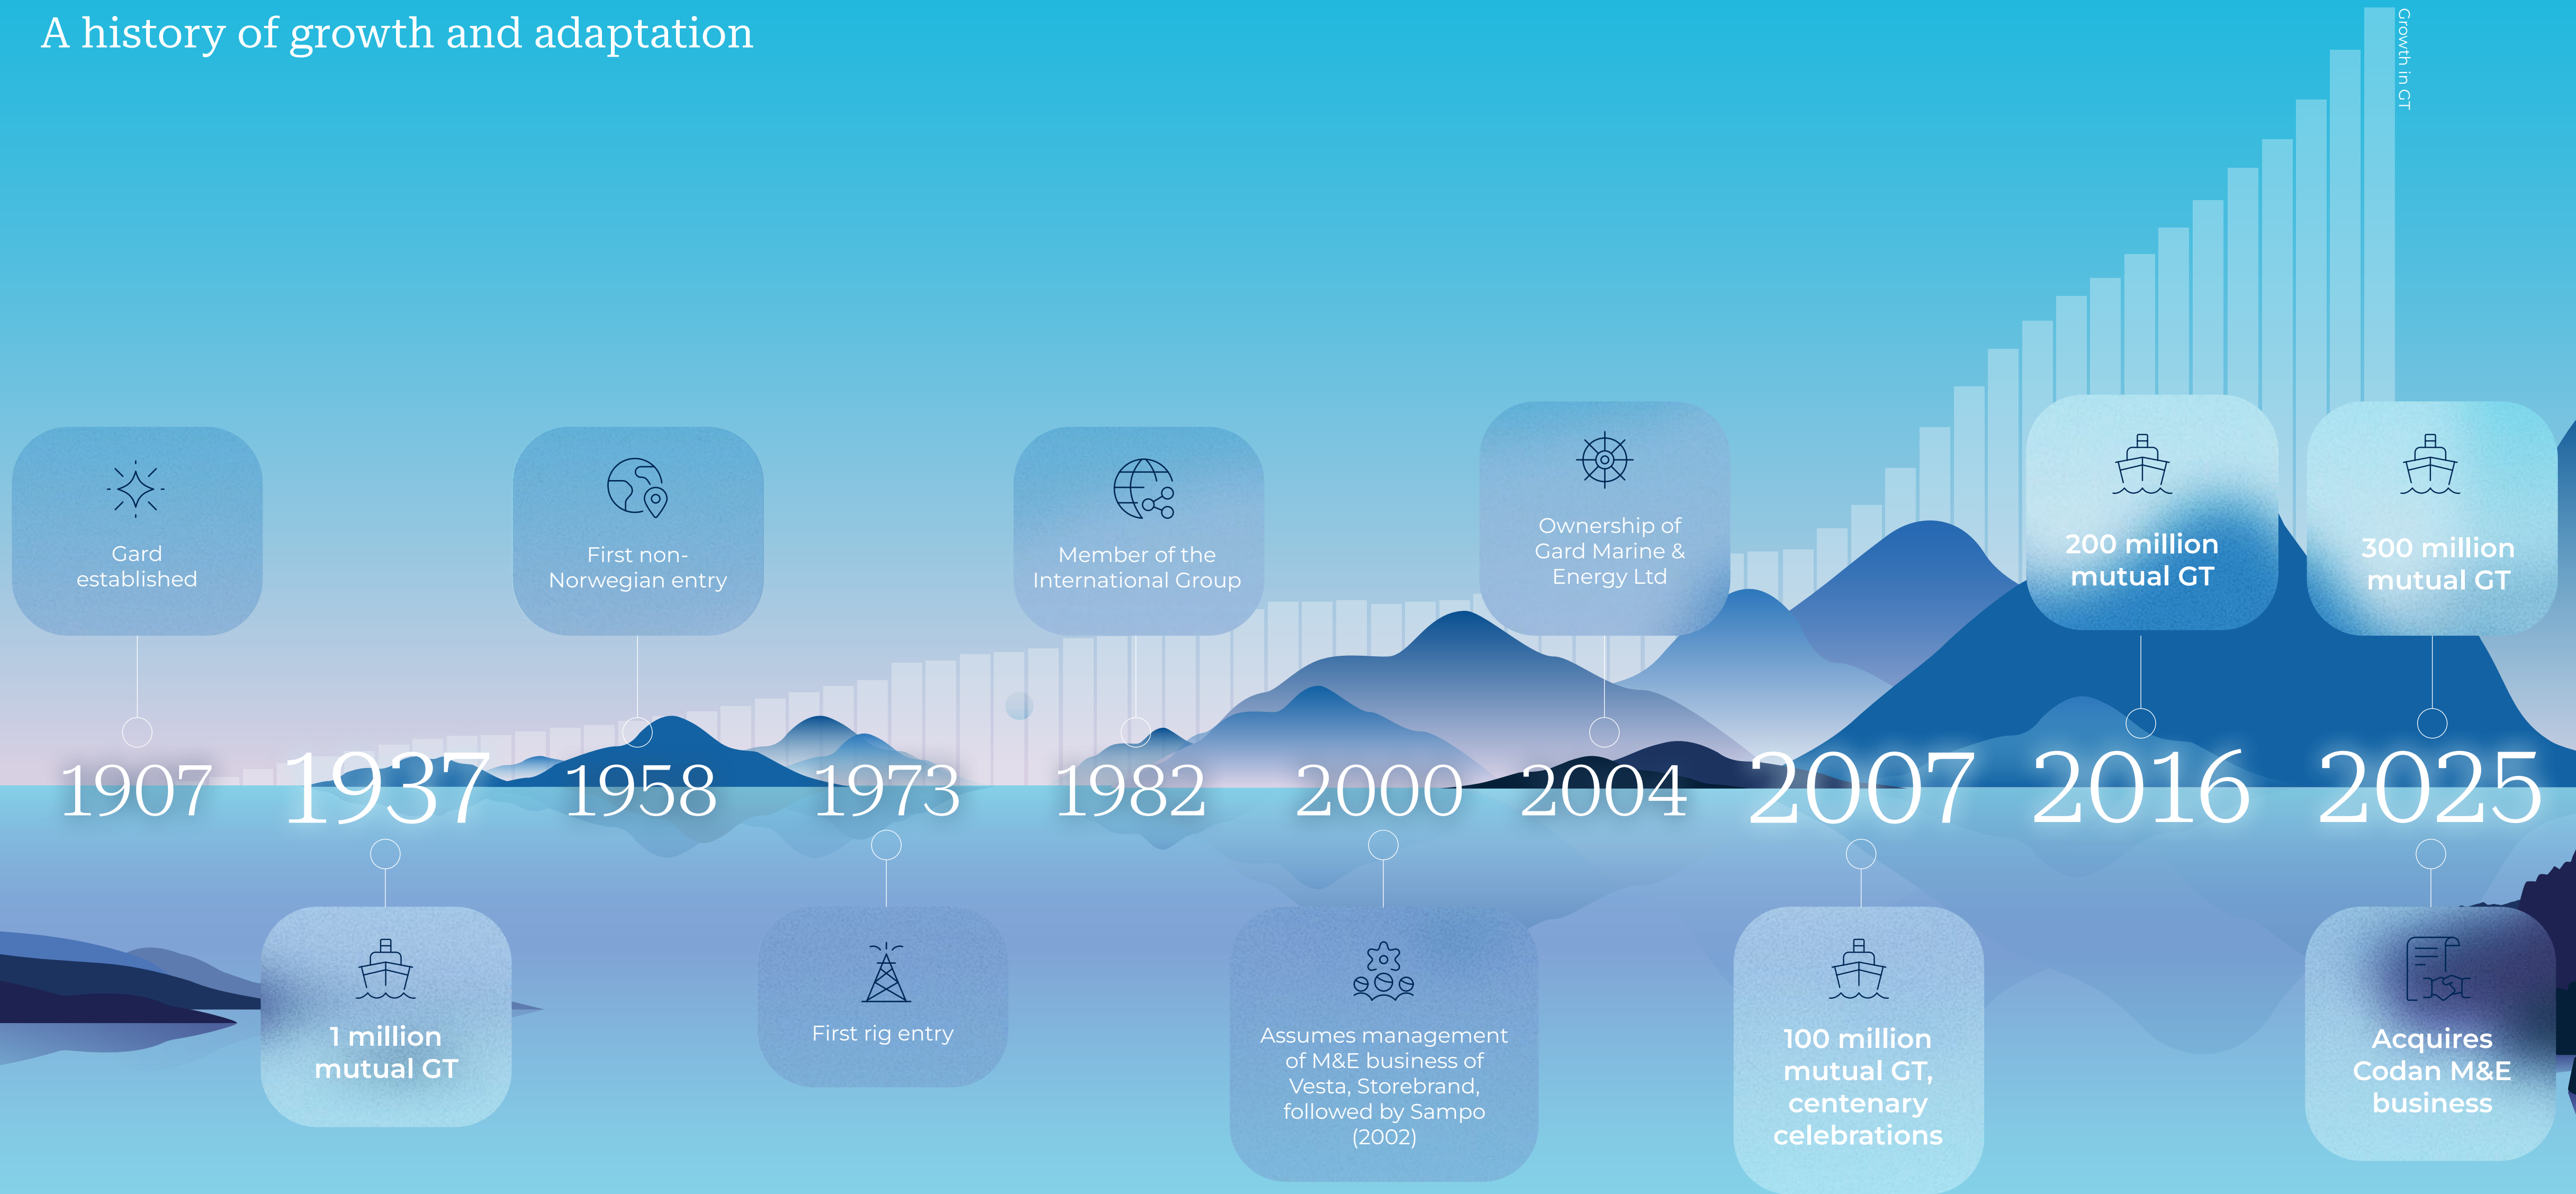 A history of growth and adaptation
Growth in GT
Gard
established
First non-
Norwegian entry
Member of the
International Group
Ownership of
Gard Marine &
Energy Ltd
200 million
mutual GT
300 million
mutual GT
1907
1937
1958
1973
1982
2000
2004
2007
2016
2025
1 million
mutual GT
First rig entry
Assumes management
of M&E business of
Vesta, Storebrand,
followed by Sampo
(2002)
100 million
mutual GT,
centenary
celebrations
Acquires
Codan M&E
business